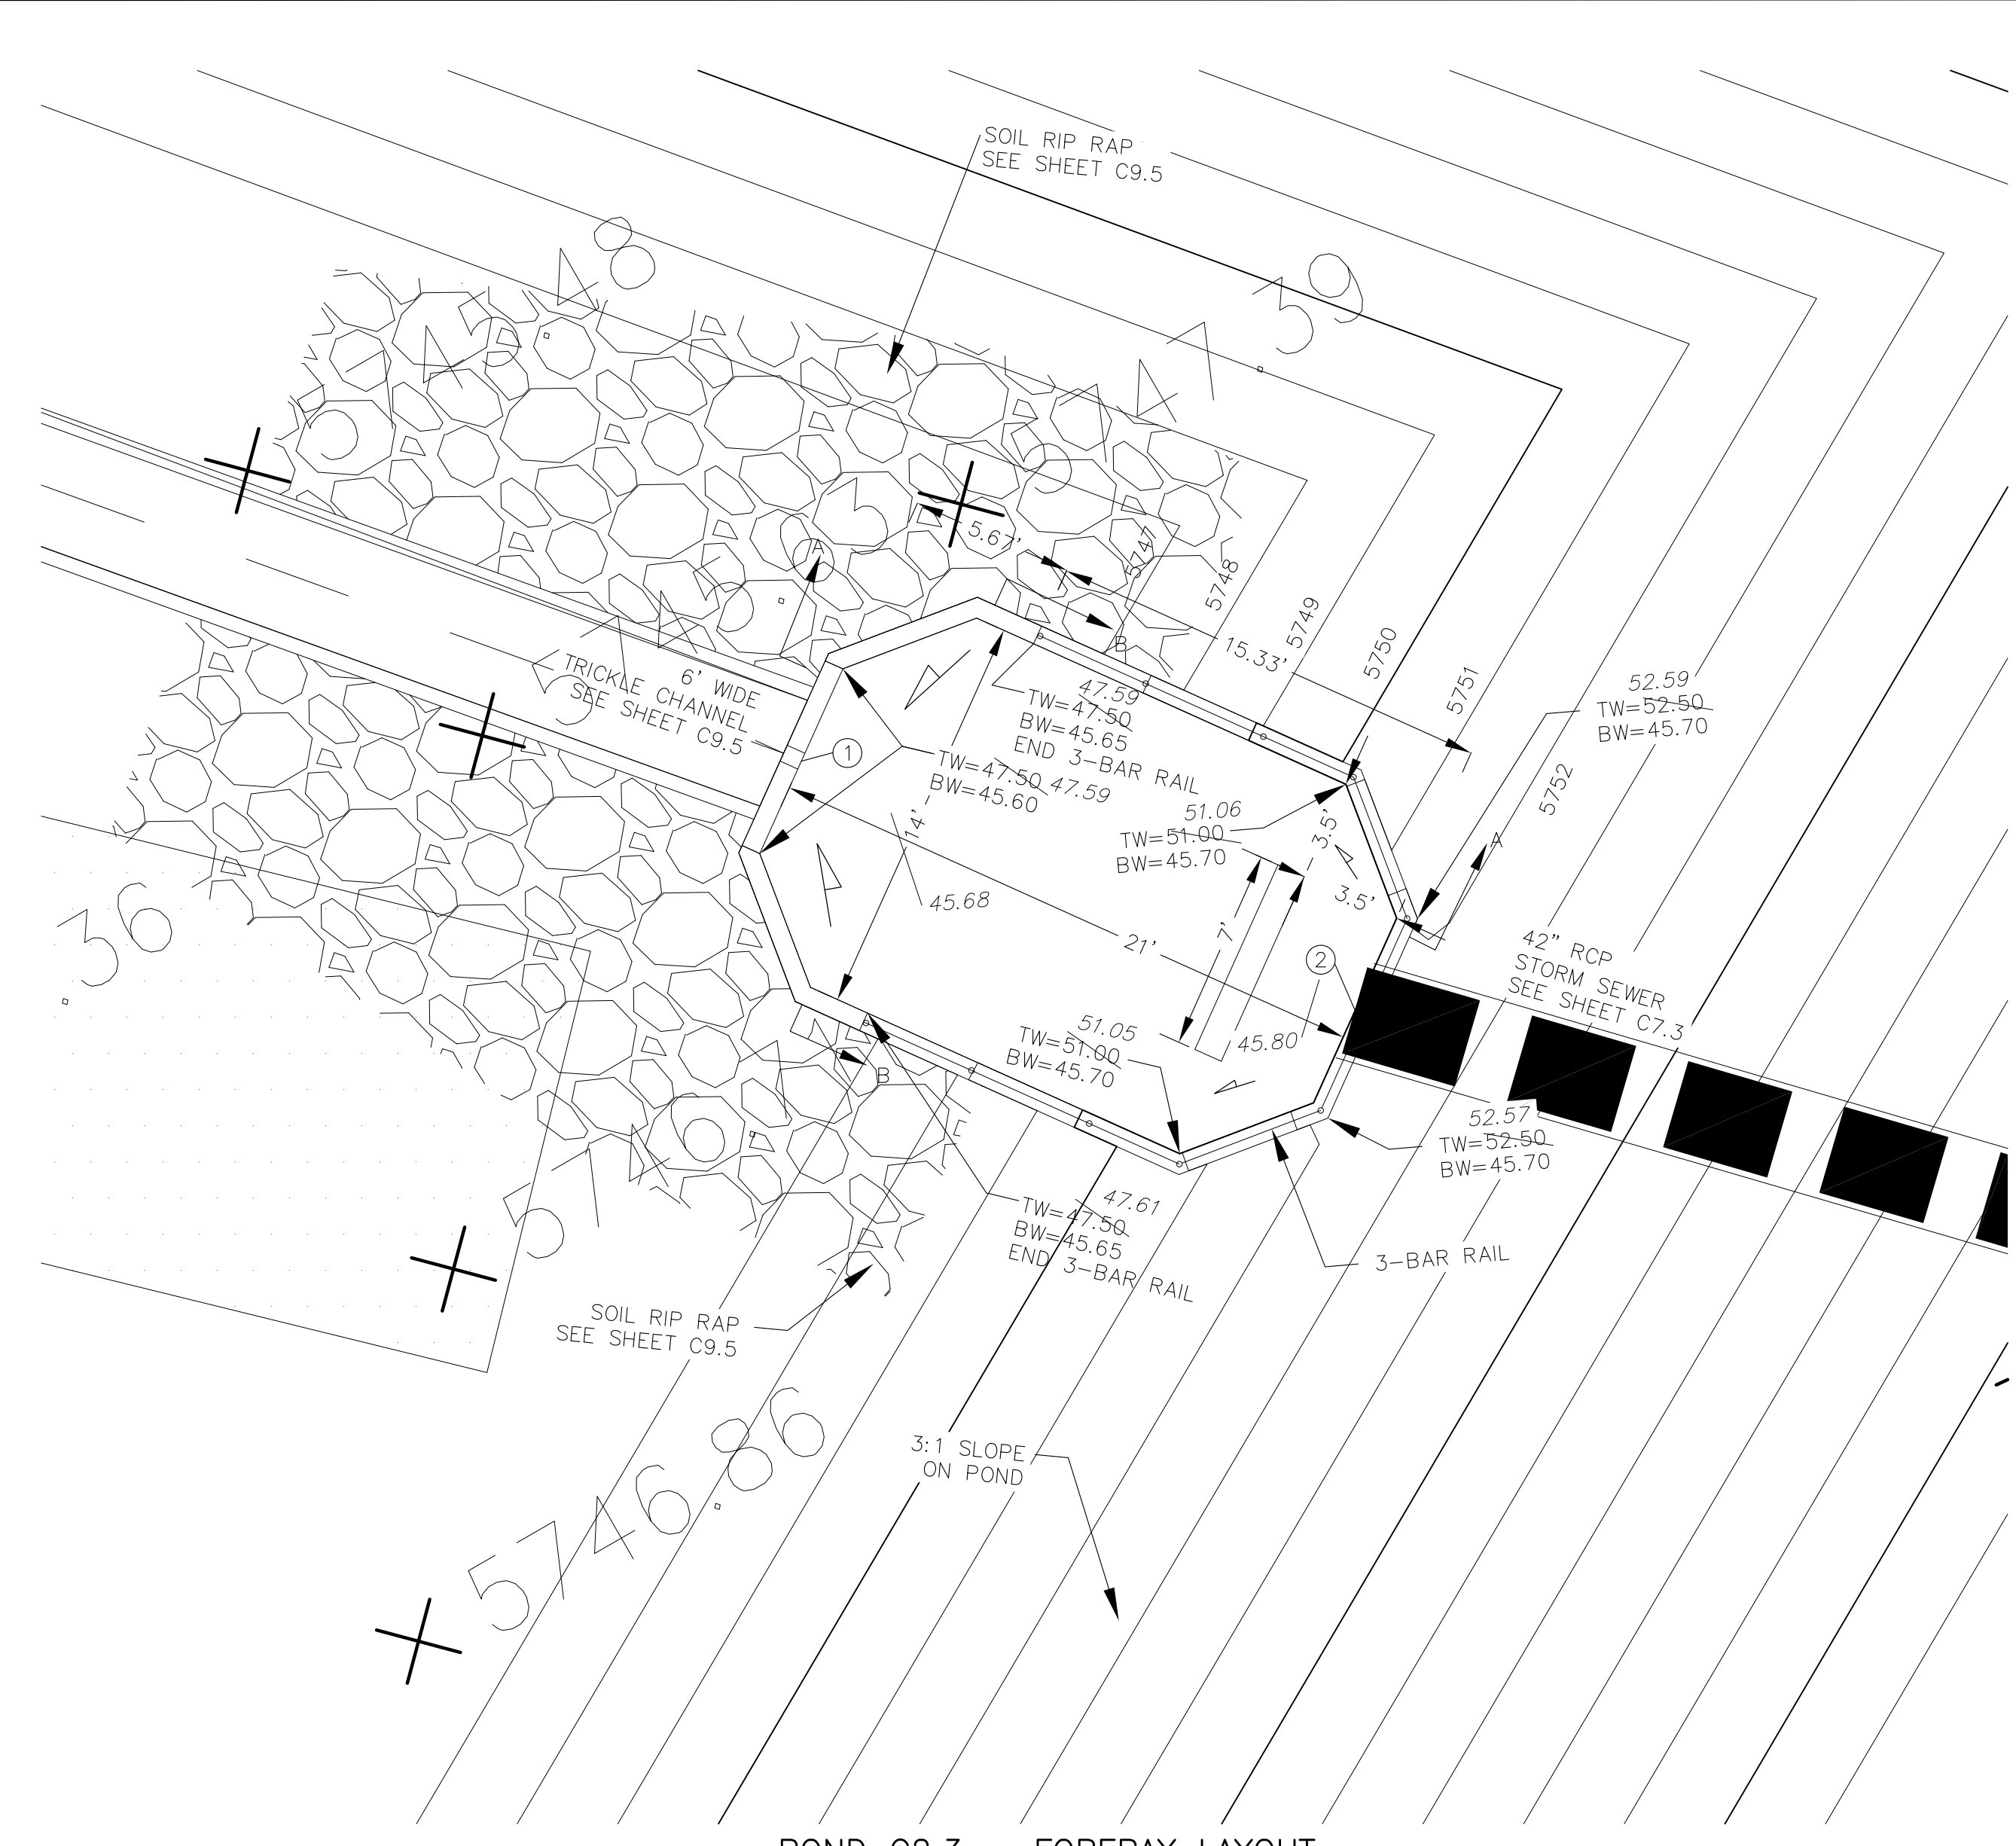 SOIL RIP RAP
SEE SHEET C9.5
5.67'
A
B
5747
5748
5749
5750
5751
5752
15.33'
6' WIDE
TRICKLE CHANNEL
SEE SHEET C9.5
1
47.59
TW=47.50
BW=45.65
END 3-BAR RAIL
TW=47.50 47.59
BW=45.60
52.59
TW=52.50
BW=45.70
51.06
TW=51.00
BW=45.70
14'
3.5'
3.5'
A
45.68
21'
7'
2
42" RCP
STORM SEWER
SEE SHEET C7.3
45.80
51.05
TW=51.00
BW=45.70
B
52.57
TW=52.50
BW=45.70
47.61
TW=47.50
BW=45.65
END 3-BAR RAIL
3-BAR RAIL
SOIL RIP RAP
SEE SHEET C9.5
3:1 SLOPE
ON POND
5746.86